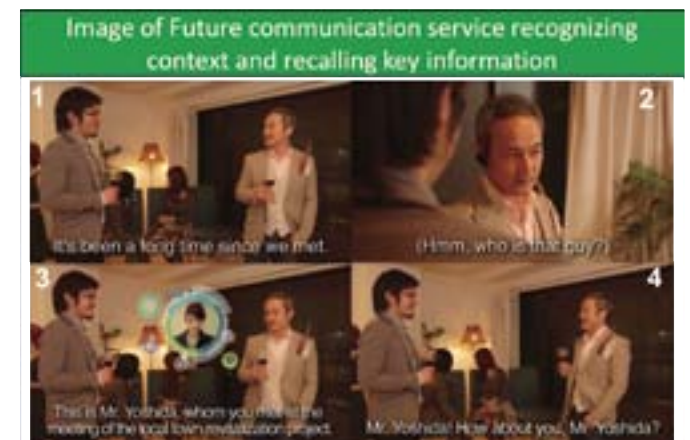 Image of Future communication service recognizing
context and recalling key information
1
2
It's been a long time since we met.
(Hmm, who is that guy?)
3
4
This is Mr. Yoshida, whom you met in the
meeting of the local town revitalization project.
Mr. Yoshida! How about you, Mr. Yoshida?